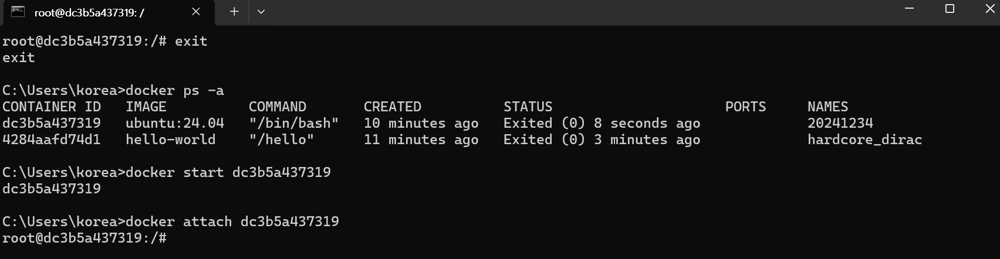 root@dc3b5a437319: /
root@dc3b5a437319:/# exit
exit
C:\Users\korea>docker ps -a
CONTAINER ID   IMAGE          COMMAND       CREATED          STATUS                     PORTS     NAMES
dc3b5a437319   ubuntu:24.04   "/bin/bash"   10 minutes ago   Exited (0) 8 seconds ago             20241234
4284aafd74d1   hello-world    "/hello"      11 minutes ago   Exited (0) 3 minutes ago             hardcore_dirac
C:\Users\korea>docker start dc3b5a437319
dc3b5a437319
C:\Users\korea>docker attach dc3b5a437319
root@dc3b5a437319:/#